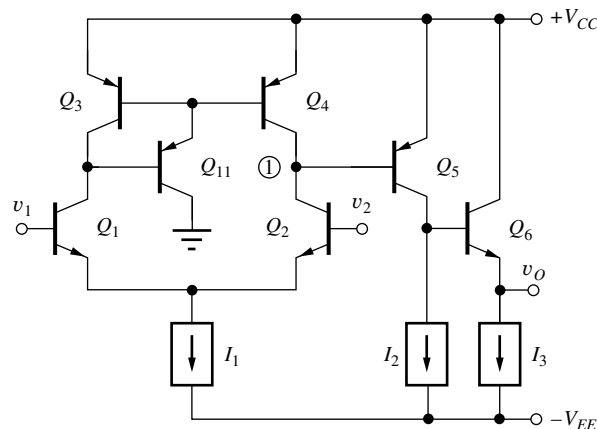 +V_CC
Q_3
Q_4
Q_11
①
Q_5
v_1
v_2
Q_1
Q_2
Q_6
v_O
I_1
I_2
I_3
−V_EE